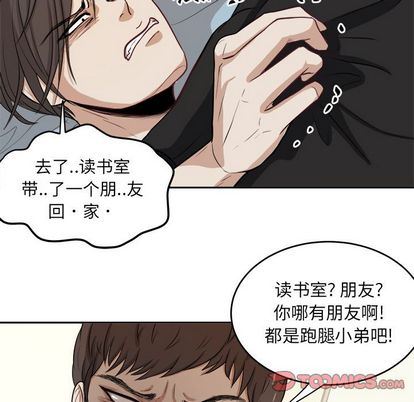 去了..读书室
带..了一个朋..友
回·家·
读书室? 朋友?
你哪有朋友啊!
都是跑腿小弟吧!
TOOMICS.COM